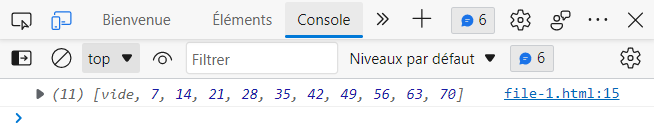 Bienvenue Éléments Console 6
top Filtrer Niveaux par défaut 6
(11) [vide, 7, 14, 21, 28, 35, 42, 49, 56, 63, 70] file-1.html:15